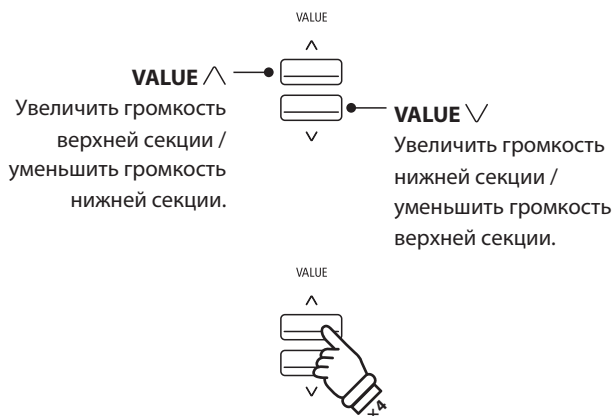 VALUE
VALUE ∧
Увеличить громкость
верхней секции /
уменьшить громкость
нижней секции.
VALUE ∨
Увеличить громкость
нижней секции /
уменьшить громкость
верхней секции.
VALUE
×4